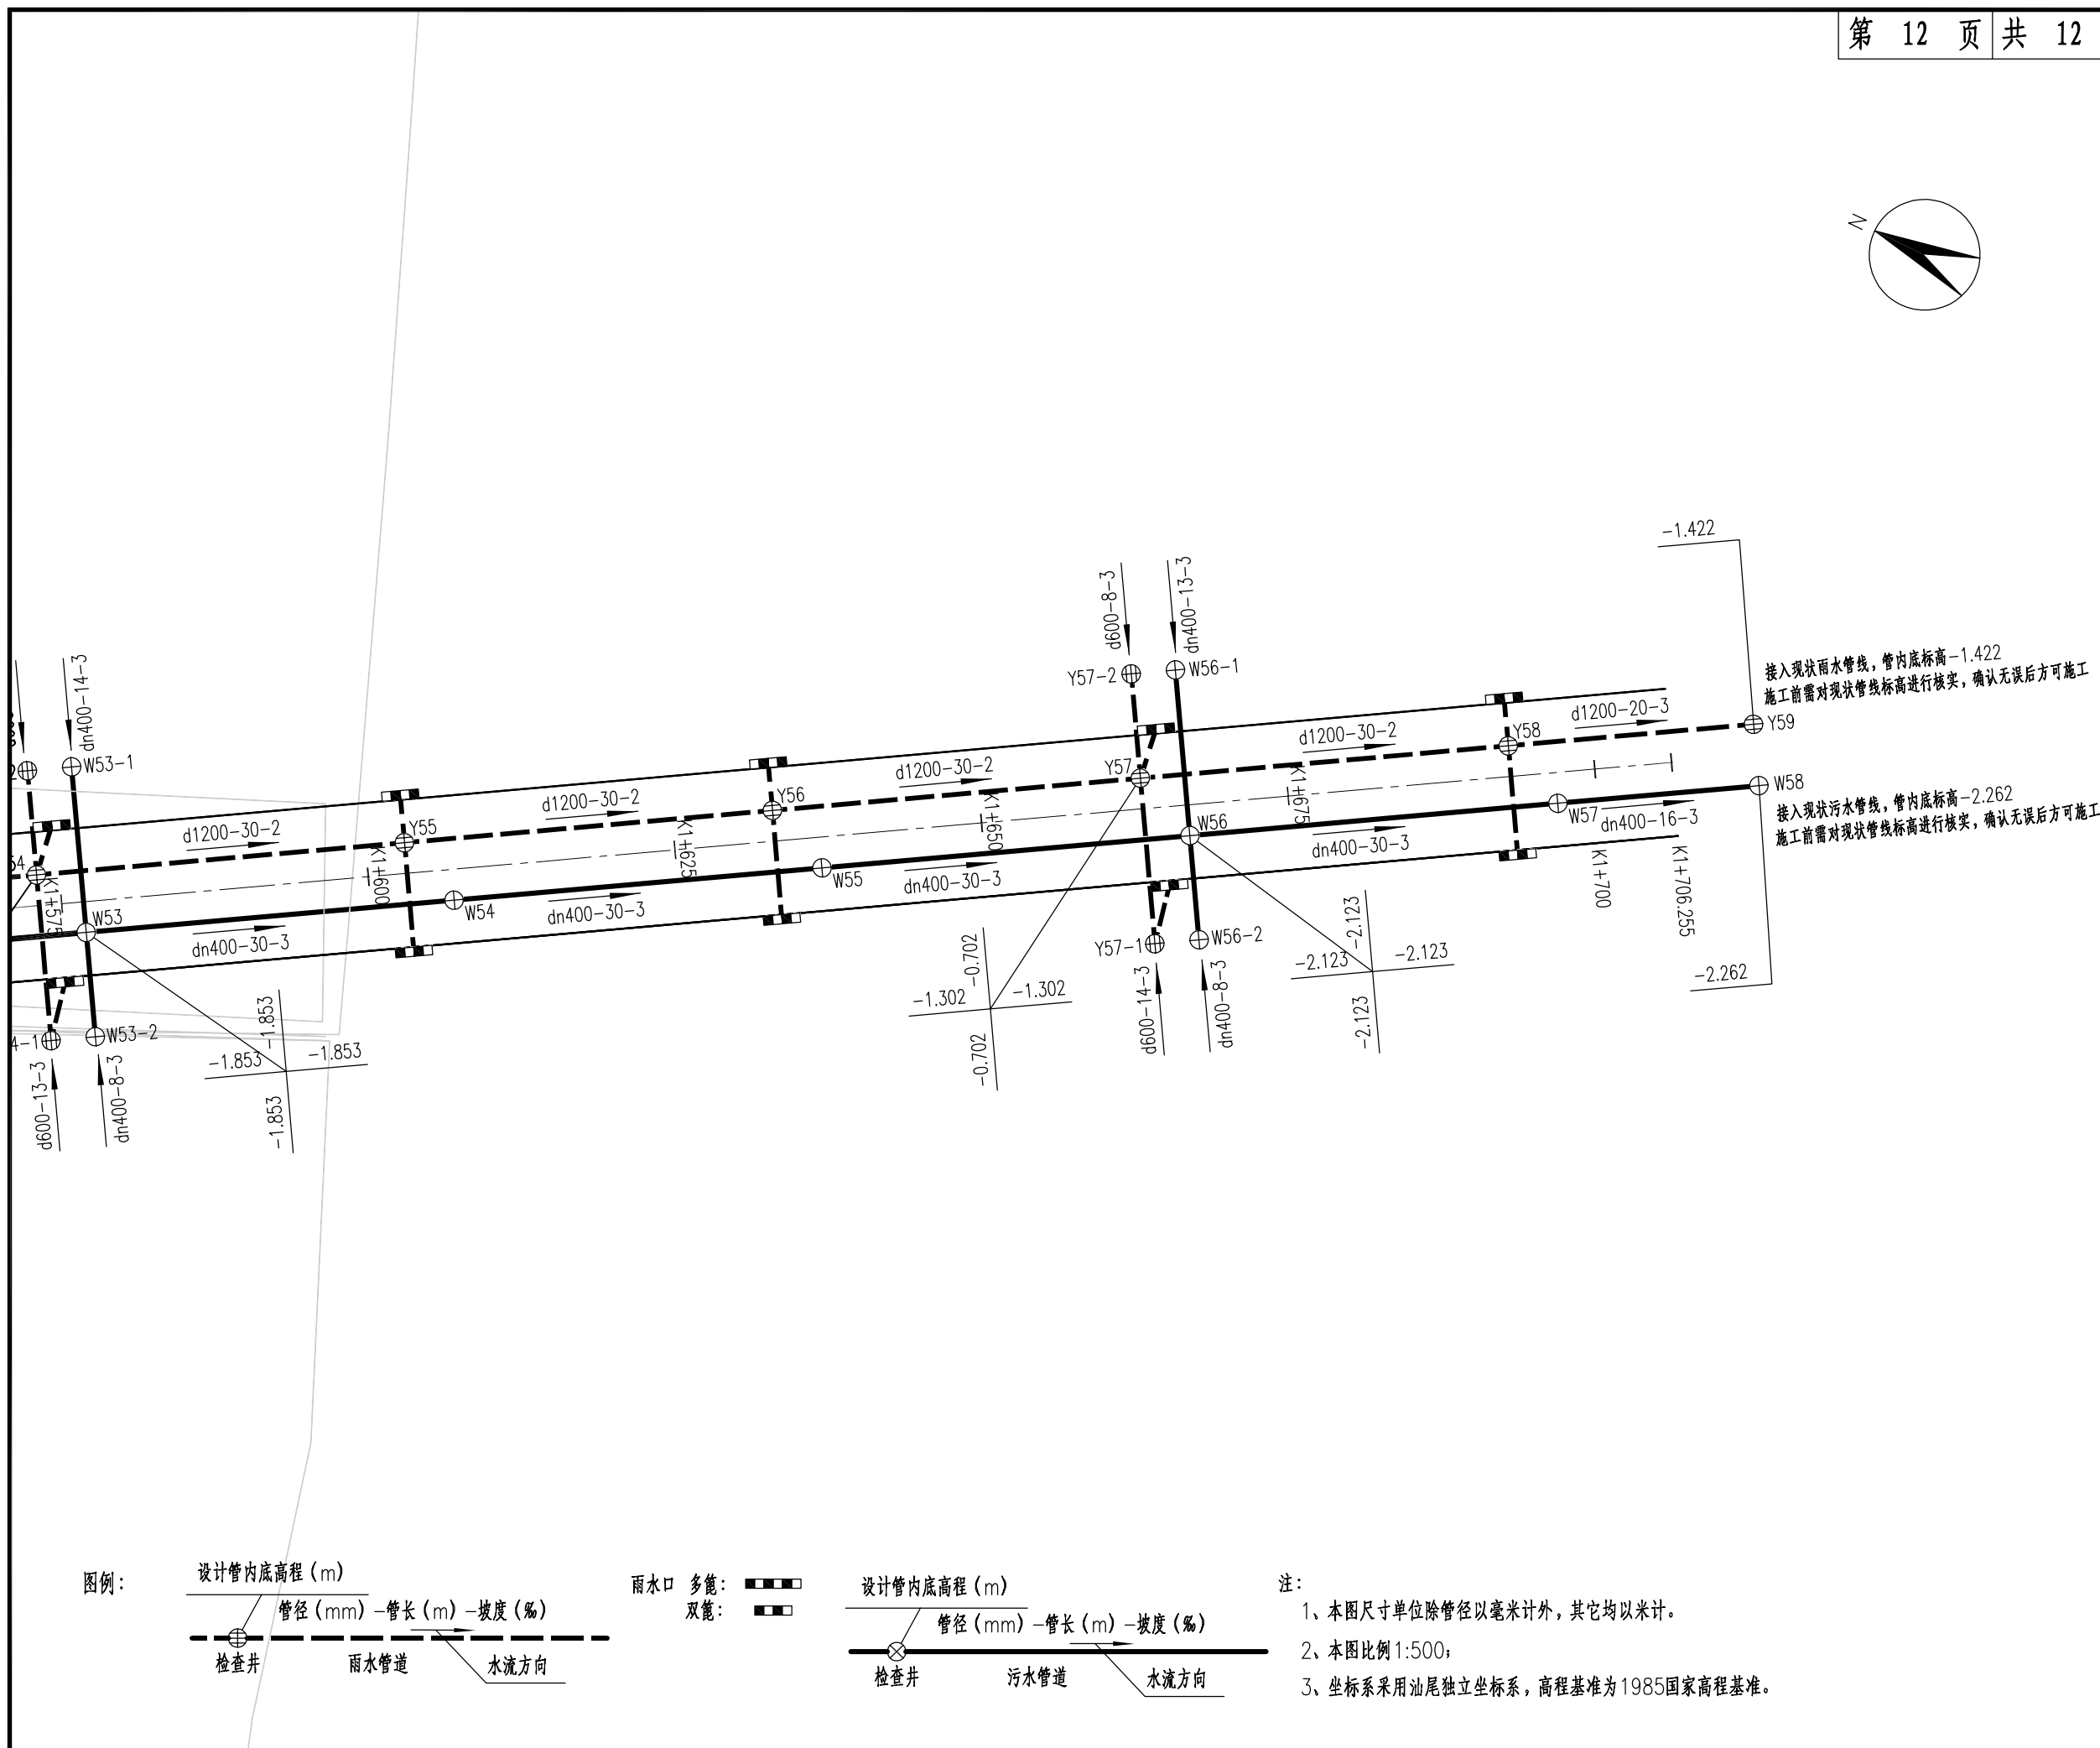 第 12 页 共 12
N
-1.422
接入现状雨水管线，管内底标高-1.422
施工前需对现状管线标高进行核实，确认无误后方可施工
d600-8-3
dn400-13-3
Y57-2
W56-1
d1200-20-3
Y59
Y58
d1200-30-2
dn400-14-3
W53-1
d1200-30-2
Y57
d1200-30-2
Y56
d1200-30-2
Y55
K1+575
K1+600
K1+625
K1+650
K1+675
K1+700
K1+706.255
W58
接入现状污水管线，管内底标高-2.262
施工前需对现状管线标高进行核实，确认无误后方可施工
W57
dn400-16-3
W56
dn400-30-3
W55
dn400-30-3
W54
dn400-30-3
W53
dn400-30-3
-2.262
Y57-1
W56-2
d600-14-3
dn400-8-3
-2.123
-2.123
-2.123
-2.123
-0.702
-1.302
-1.302
-0.702
4-1
W53-2
d600-13-3
dn400-8-3
-1.853
-1.853
-1.853
-1.853
图例：
设计管内底高程（m）
管径（mm）-管长（m）-坡度（‰）
检查井
雨水管道
水流方向
雨水口 多篦：
双篦：
设计管内底高程（m）
管径（mm）-管长（m）-坡度（‰）
检查井
污水管道
水流方向
注：
1、本图尺寸单位除管径以毫米计外，其它均以米计。
2、本图比例1:500；
3、坐标系采用汕尾独立坐标系，高程基准为1985国家高程基准。